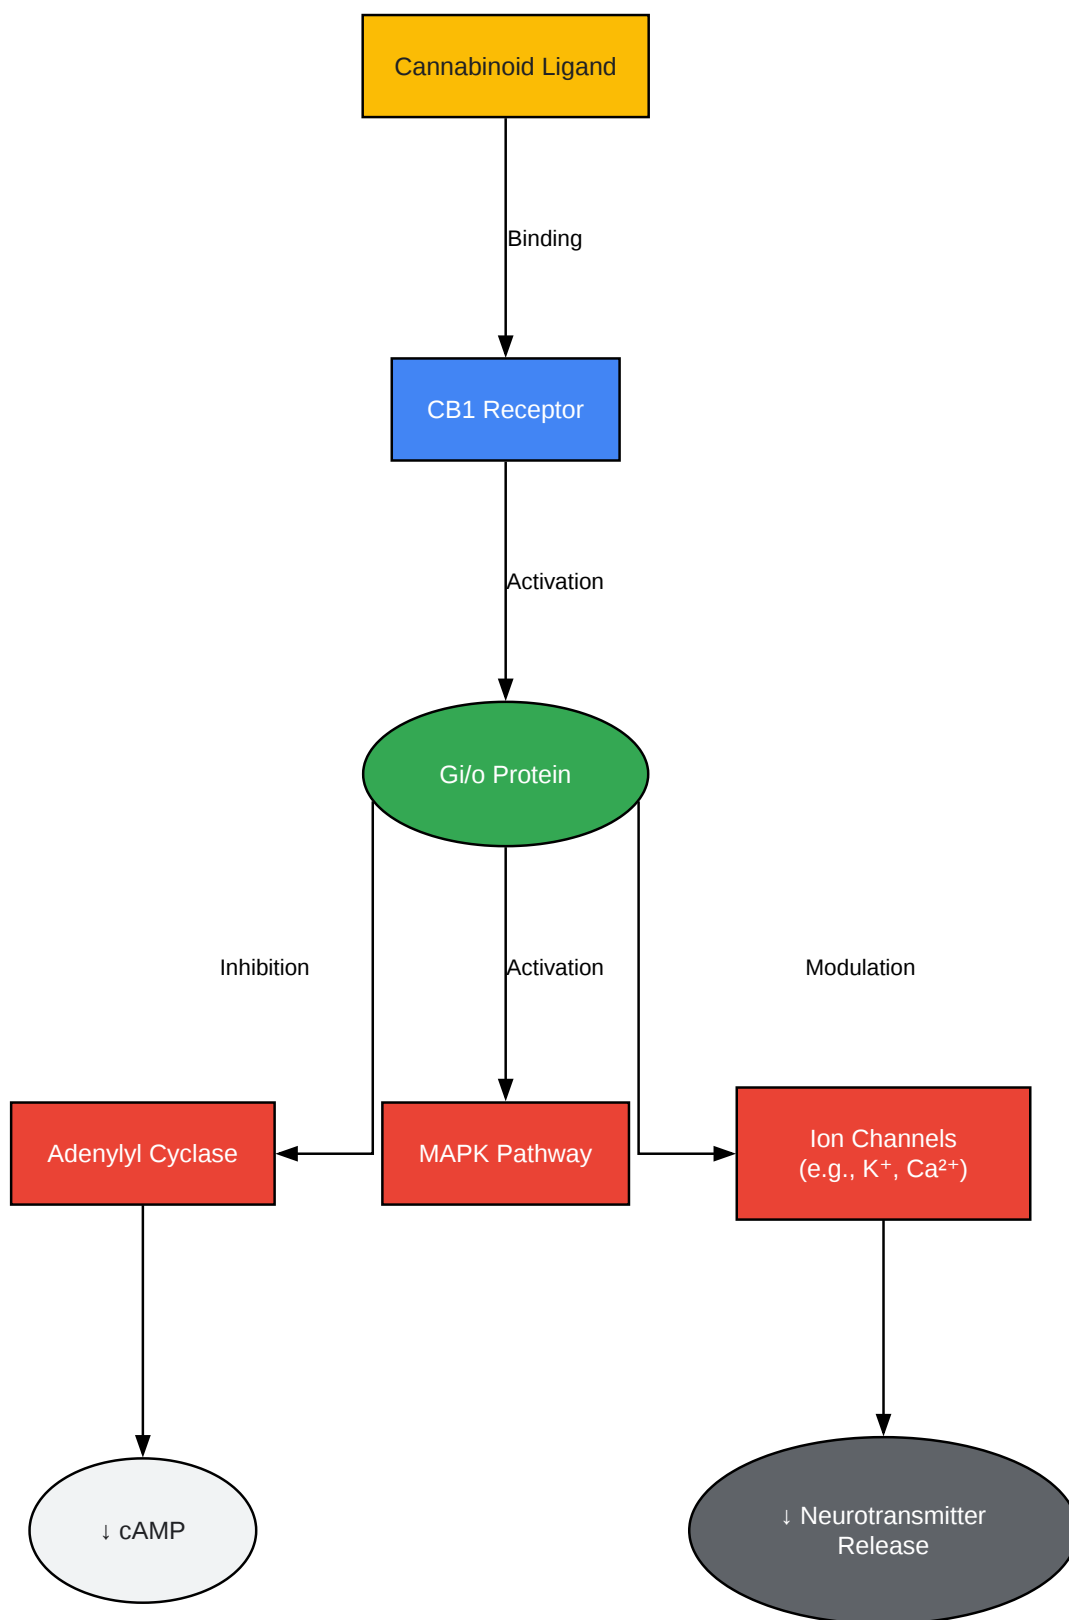 Cannabinoid Ligand
Binding
CB1 Receptor
Activation
Gi/o Protein
Inhibition
Activation
Modulation
Adenylyl Cyclase
MAPK Pathway
Ion Channels
(e.g., K⁺, Ca²⁺)
↓ cAMP
↓ Neurotransmitter
Release